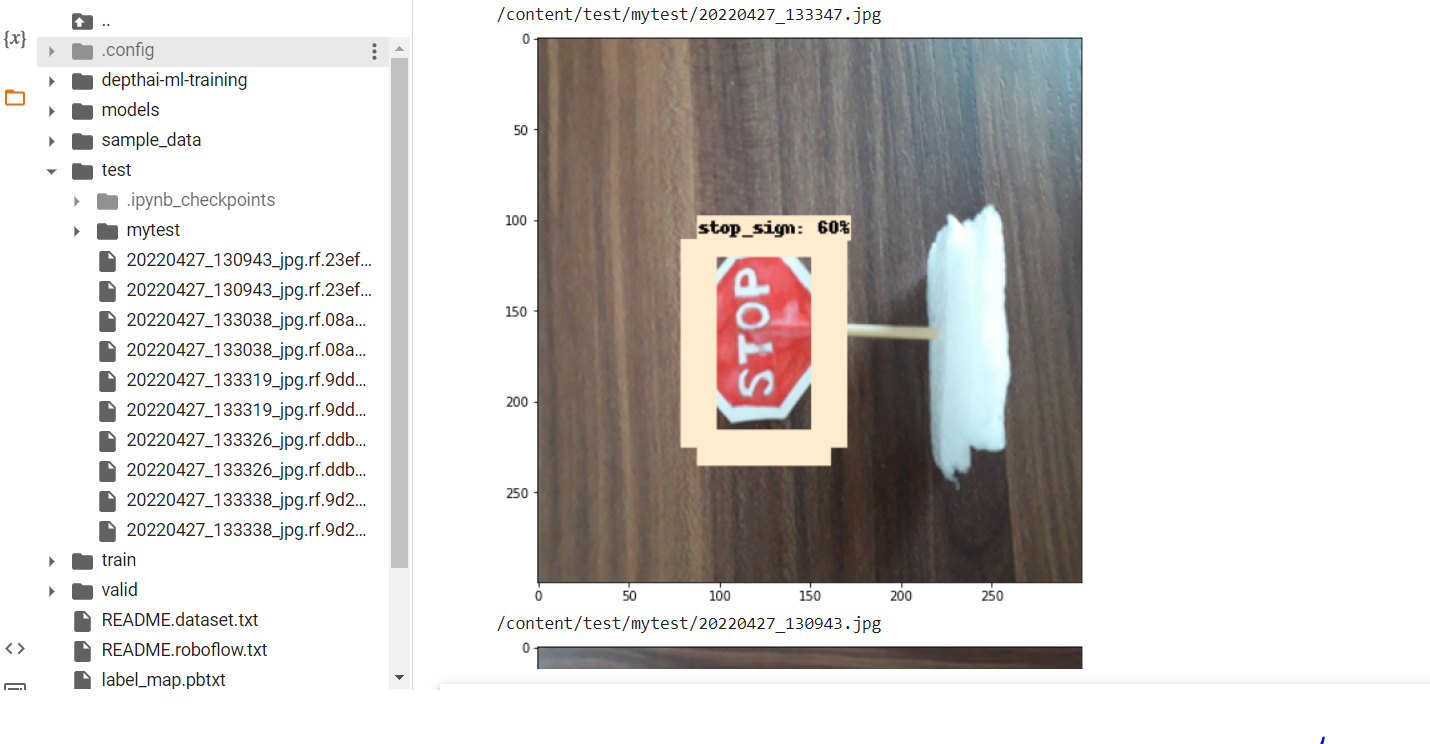 {x}
..
.config
depthai-ml-training
models
sample_data
test
.ipynb_checkpoints
mytest
20220427_130943_jpg.rf.23ef...
20220427_130943_jpg.rf.23ef...
20220427_133038_jpg.rf.08a...
20220427_133038_jpg.rf.08a...
20220427_133319_jpg.rf.9dd...
20220427_133319_jpg.rf.9dd...
20220427_133326_jpg.rf.ddb...
20220427_133326_jpg.rf.ddb...
20220427_133338_jpg.rf.9d2...
20220427_133338_jpg.rf.9d2...
train
valid
README.dataset.txt
README.roboflow.txt
label_map.pbtxt
/content/test/mytest/20220427_133347.jpg
0
50
100
150
200
250
stop_sign: 60%
STOP
0 50 100 150 200 250
/content/test/mytest/20220427_130943.jpg
0